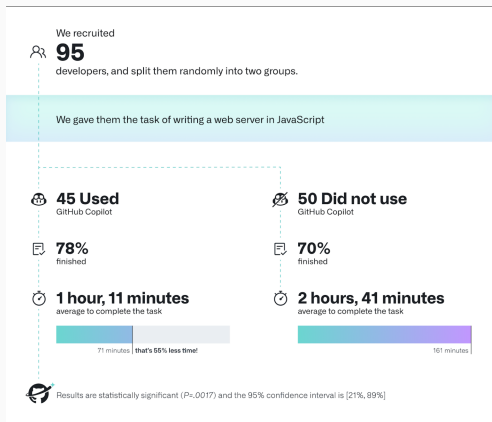 We recruited
95
developers, and split them randomly into two groups.
We gave them the task of writing a web server in JavaScript
45 Used
GitHub Copilot
78%
finished
1 hour, 11 minutes
average to complete the task
71 minutes
that's 55% less time!
50 Did not use
GitHub Copilot
70%
finished
2 hours, 41 minutes
average to complete the task
161 minutes
Results are statistically significant (P=.0017) and the 95% confidence interval is [21%, 89%]